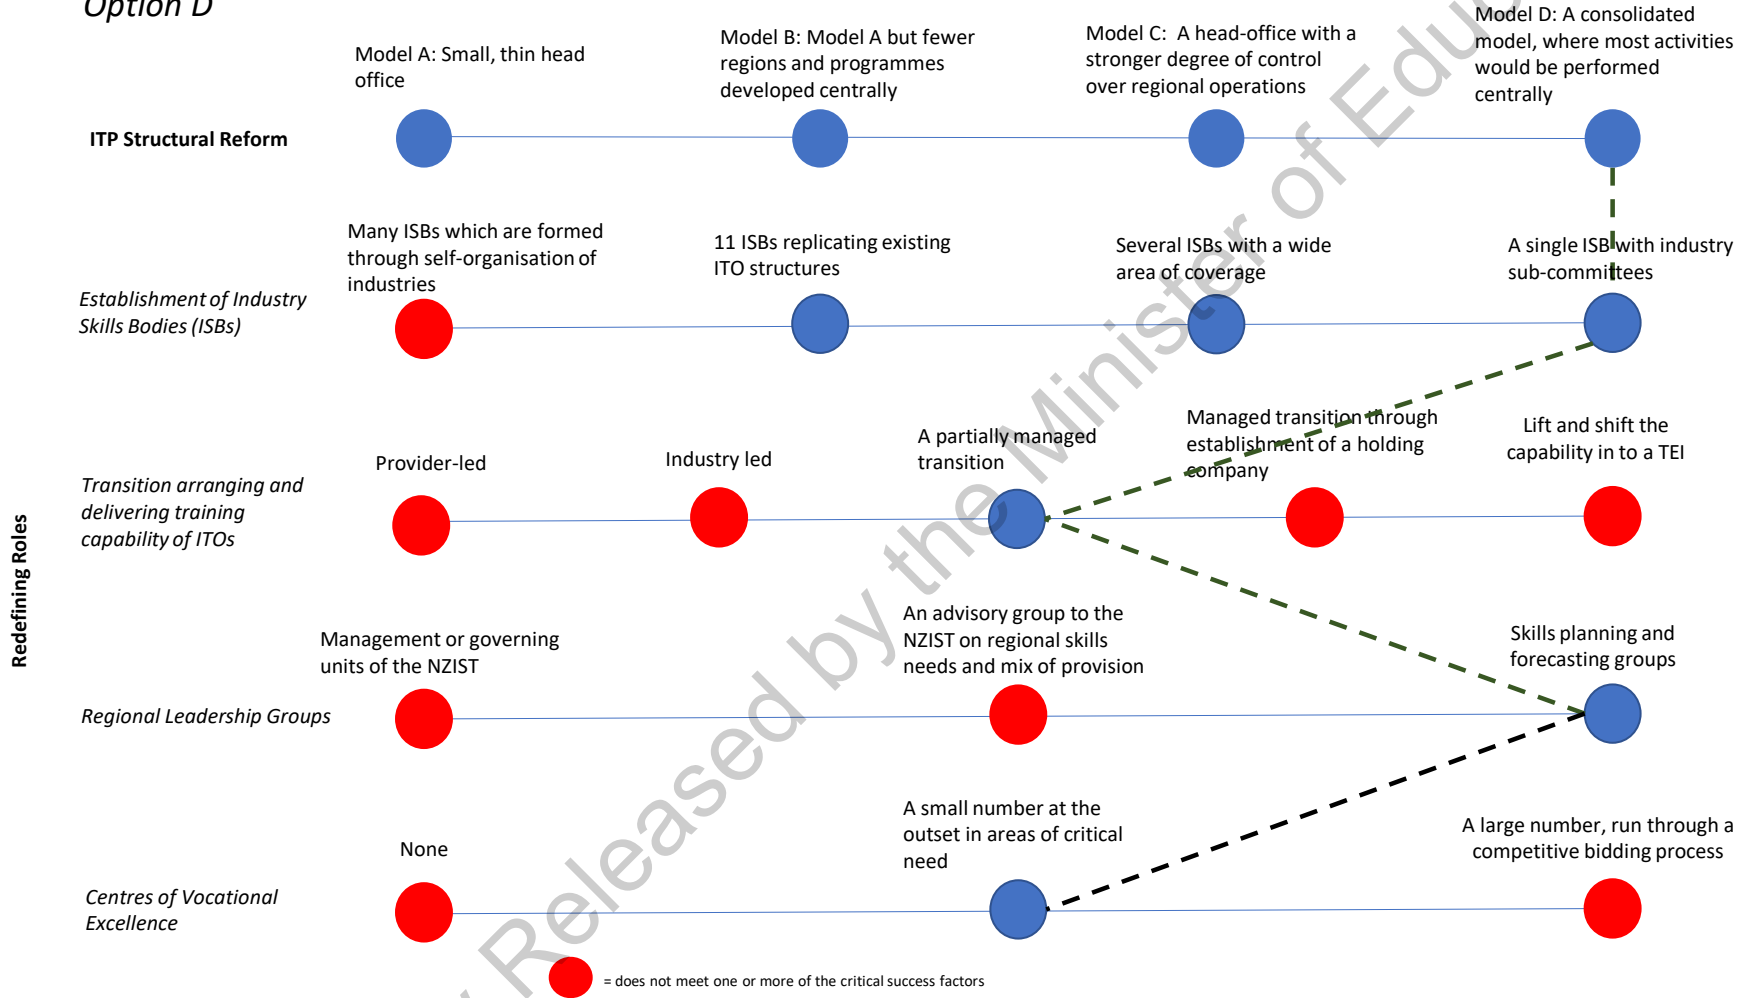 Option D
Model A: Small, thin head
office
Model B: Model A but fewer
regions and programmes
developed centrally
Model C:  A head-office with a
stronger degree of control
over regional operations
Model D: A consolidated
model, where most activities
would be performed
centrally
ITP Structural Reform
Many ISBs which are formed
through self-organisation of
industries
11 ISBs replicating existing
ITO structures
Several ISBs with a wide
area of coverage
A single ISB with industry
sub-committees
Establishment of Industry
Skills Bodies (ISBs)
Provider-led
Industry led
A partially managed
transition
Managed transition through
establishment of a holding
company
Lift and shift the
capability in to a TEI
Transition arranging and
delivering training
capability of ITOs
Redefining Roles
Management or governing
units of the NZIST
An advisory group to the
NZIST on regional skills
needs and mix of provision
Skills planning and
forecasting groups
Regional Leadership Groups
None
A small number at the
outset in areas of critical
need
A large number, run through a
competitive bidding process
Centres of Vocational
Excellence
= does not meet one or more of the critical success factors
Released by the Minister of